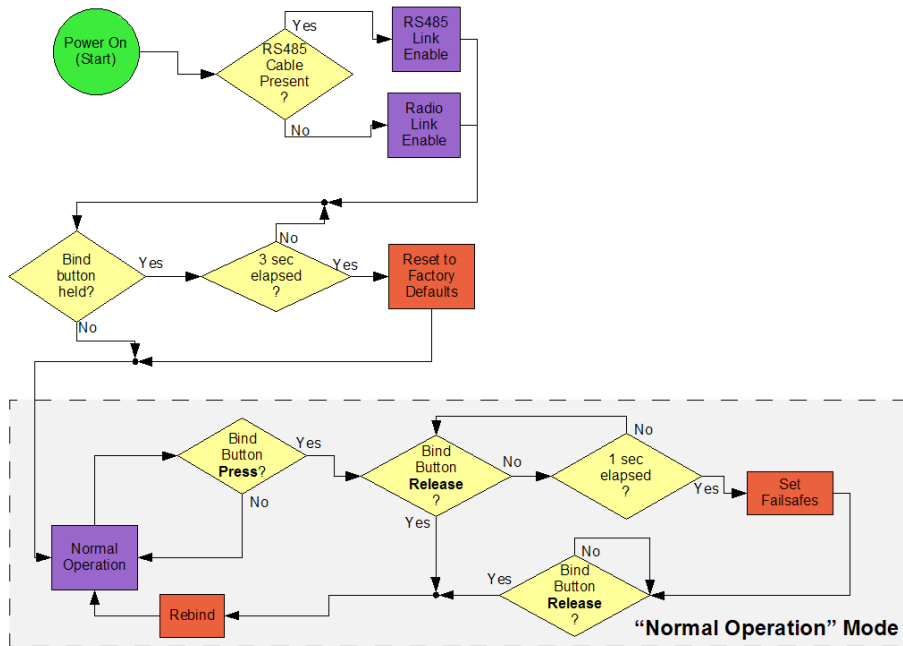 Power On
(Start)
RS485
Cable
Present
?
Yes
RS485
Link
Enable
No
Radio
Link
Enable
Bind
button
held?
Yes
3 sec
elapsed
?
No
Yes
Reset to
Factory
Defaults
No
Bind
Button
Press?
Yes
No
Bind
Button
Release
?
No
1 sec
elapsed
?
No
Yes
Set
Failsafes
Yes
Normal
Operation
Rebind
Yes
Bind
Button
Release
?
No
“Normal Operation” Mode